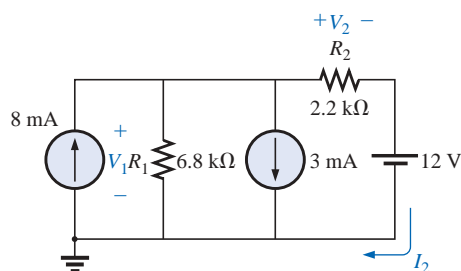 + V₂ −
R₂
2.2 kΩ
8 mA
+
V₁
−
R₁
6.8 kΩ
3 mA
12 V
I₂